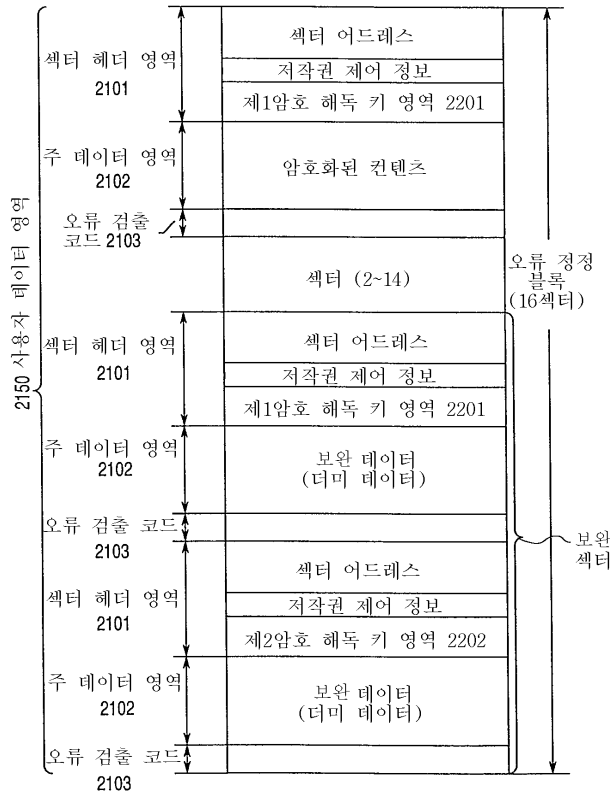 섹터 어드레스
섹터 헤더 영역
2101
저작권 제어 정보
제1암호 해독 키 영역 2201
주 데이터 영역
2102
암호화된 컨텐츠
오류 검출
코드 2103
2150 사용자 데이터 영역
섹터 (2~14)
오류 정정
블록
(16섹터)
섹터 헤더 영역
2101
섹터 어드레스
저작권 제어 정보
제1암호 해독 키 영역 2201
주 데이터 영역
2102
보완 데이터
(더미 데이터)
오류 검출 코드
2103
보완
섹터
섹터 어드레스
섹터 헤더 영역
2101
저작권 제어 정보
제2암호 해독 키 영역 2202
주 데이터 영역
2102
보완 데이터
(더미 데이터)
오류 검출 코드
2103